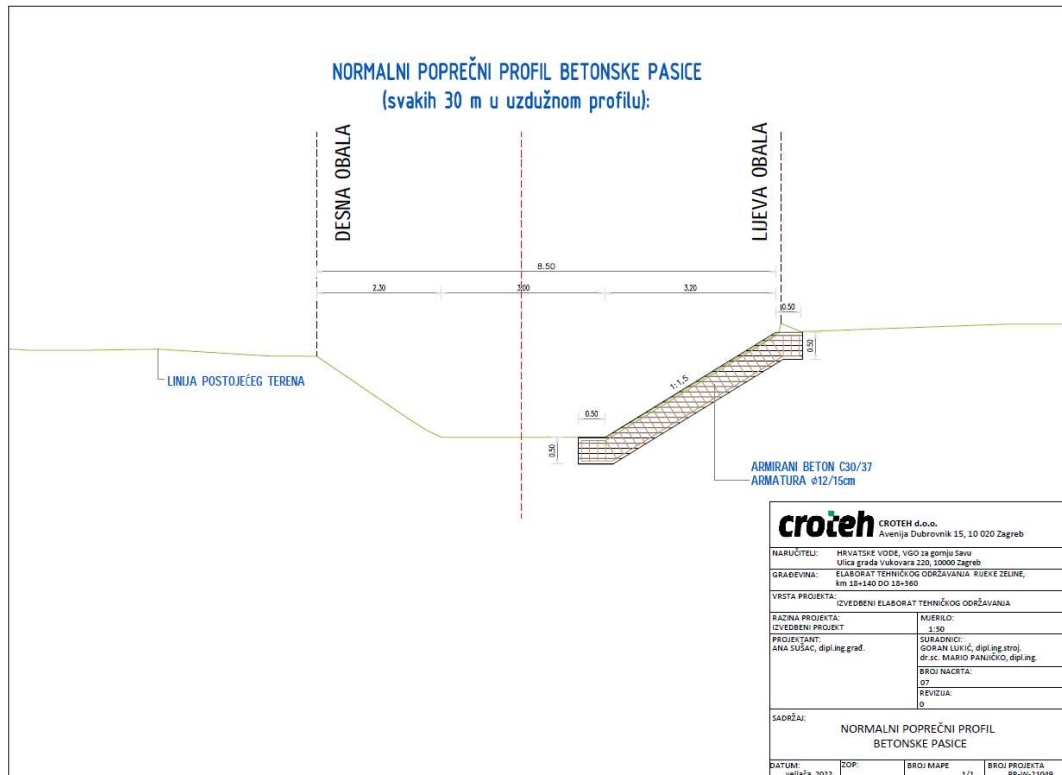 NORMALNI POPREČNI PROFIL BETONSKE PASICE
(svakih 30 m u uzdužnom profilu):
DESNA OBALA
LIJEVA OBALA
8.50
2.30
3.00
3.20
0.50
0.50
1:1,5
LINIJA POSTOJEĆEG TERENA
0.50
0.50
ARMIRANI BETON C30/37
ARMATURA ø12/15cm
croteh CROTEH d.o.o.
Avenija Dubrovnik 15, 10 020 Zagreb
NARUČITELJ: HRVATSKE VODE, VGO za gornju Savu
Ulica grada Vukovara 220, 10000 Zagreb
GRAĐEVINA: ELABORAT TEHNIČKOG ODRŽAVANJA RIJEKE ZELINE,
km 18+140 DO 18+360
VRSTA PROJEKTA:
IZVEDBENI ELABORAT TEHNIČKOG ODRŽAVANJA
RAZINA PROJEKTA:
IZVEDBENI PROJEKT
MJERILO:
1:50
PROJEKTANT:
ANA SUŠAC, dipl.ing.građ.
SURADNICI:
GORAN LUKIĆ, dipl.ing.stroj.
dr.sc. MARIO PANJIČKO, dipl.ing.
BROJ NACRTA:
07
REVIZIJA:
0
SADRŽAJ:
NORMALNI POPREČNI PROFIL
BETONSKE PASICE
DATUM: ZOP: BROJ MAPE BROJ PROJEKTA
veljača, 2022 1/1